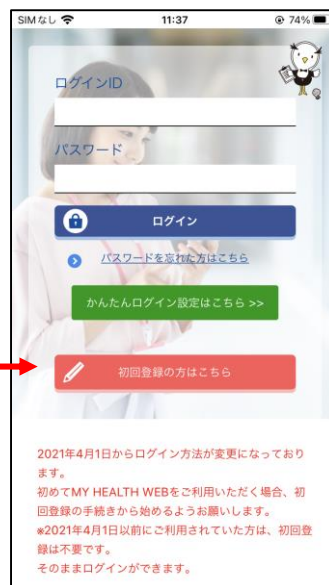 SIMなし 11:37 74%
ログインID
パスワード
ログイン
パスワードを忘れた方はこちら
かんたんログイン設定はこちら >>
初回登録の方はこちら
2021年4月1日からログイン方法が変更になっており
ます。
初めてMY HEALTH WEBをご利用いただく場合、初
回登録の手続きから始めるようお願いします。
※2021年4月1日以前にご利用されていた方は、初回登
録は不要です。
そのままログインができます。